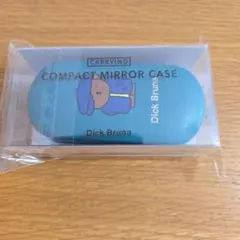 CARRYING
COMPACT MIRROR CASE
Dick Bruna
Dick Bruna